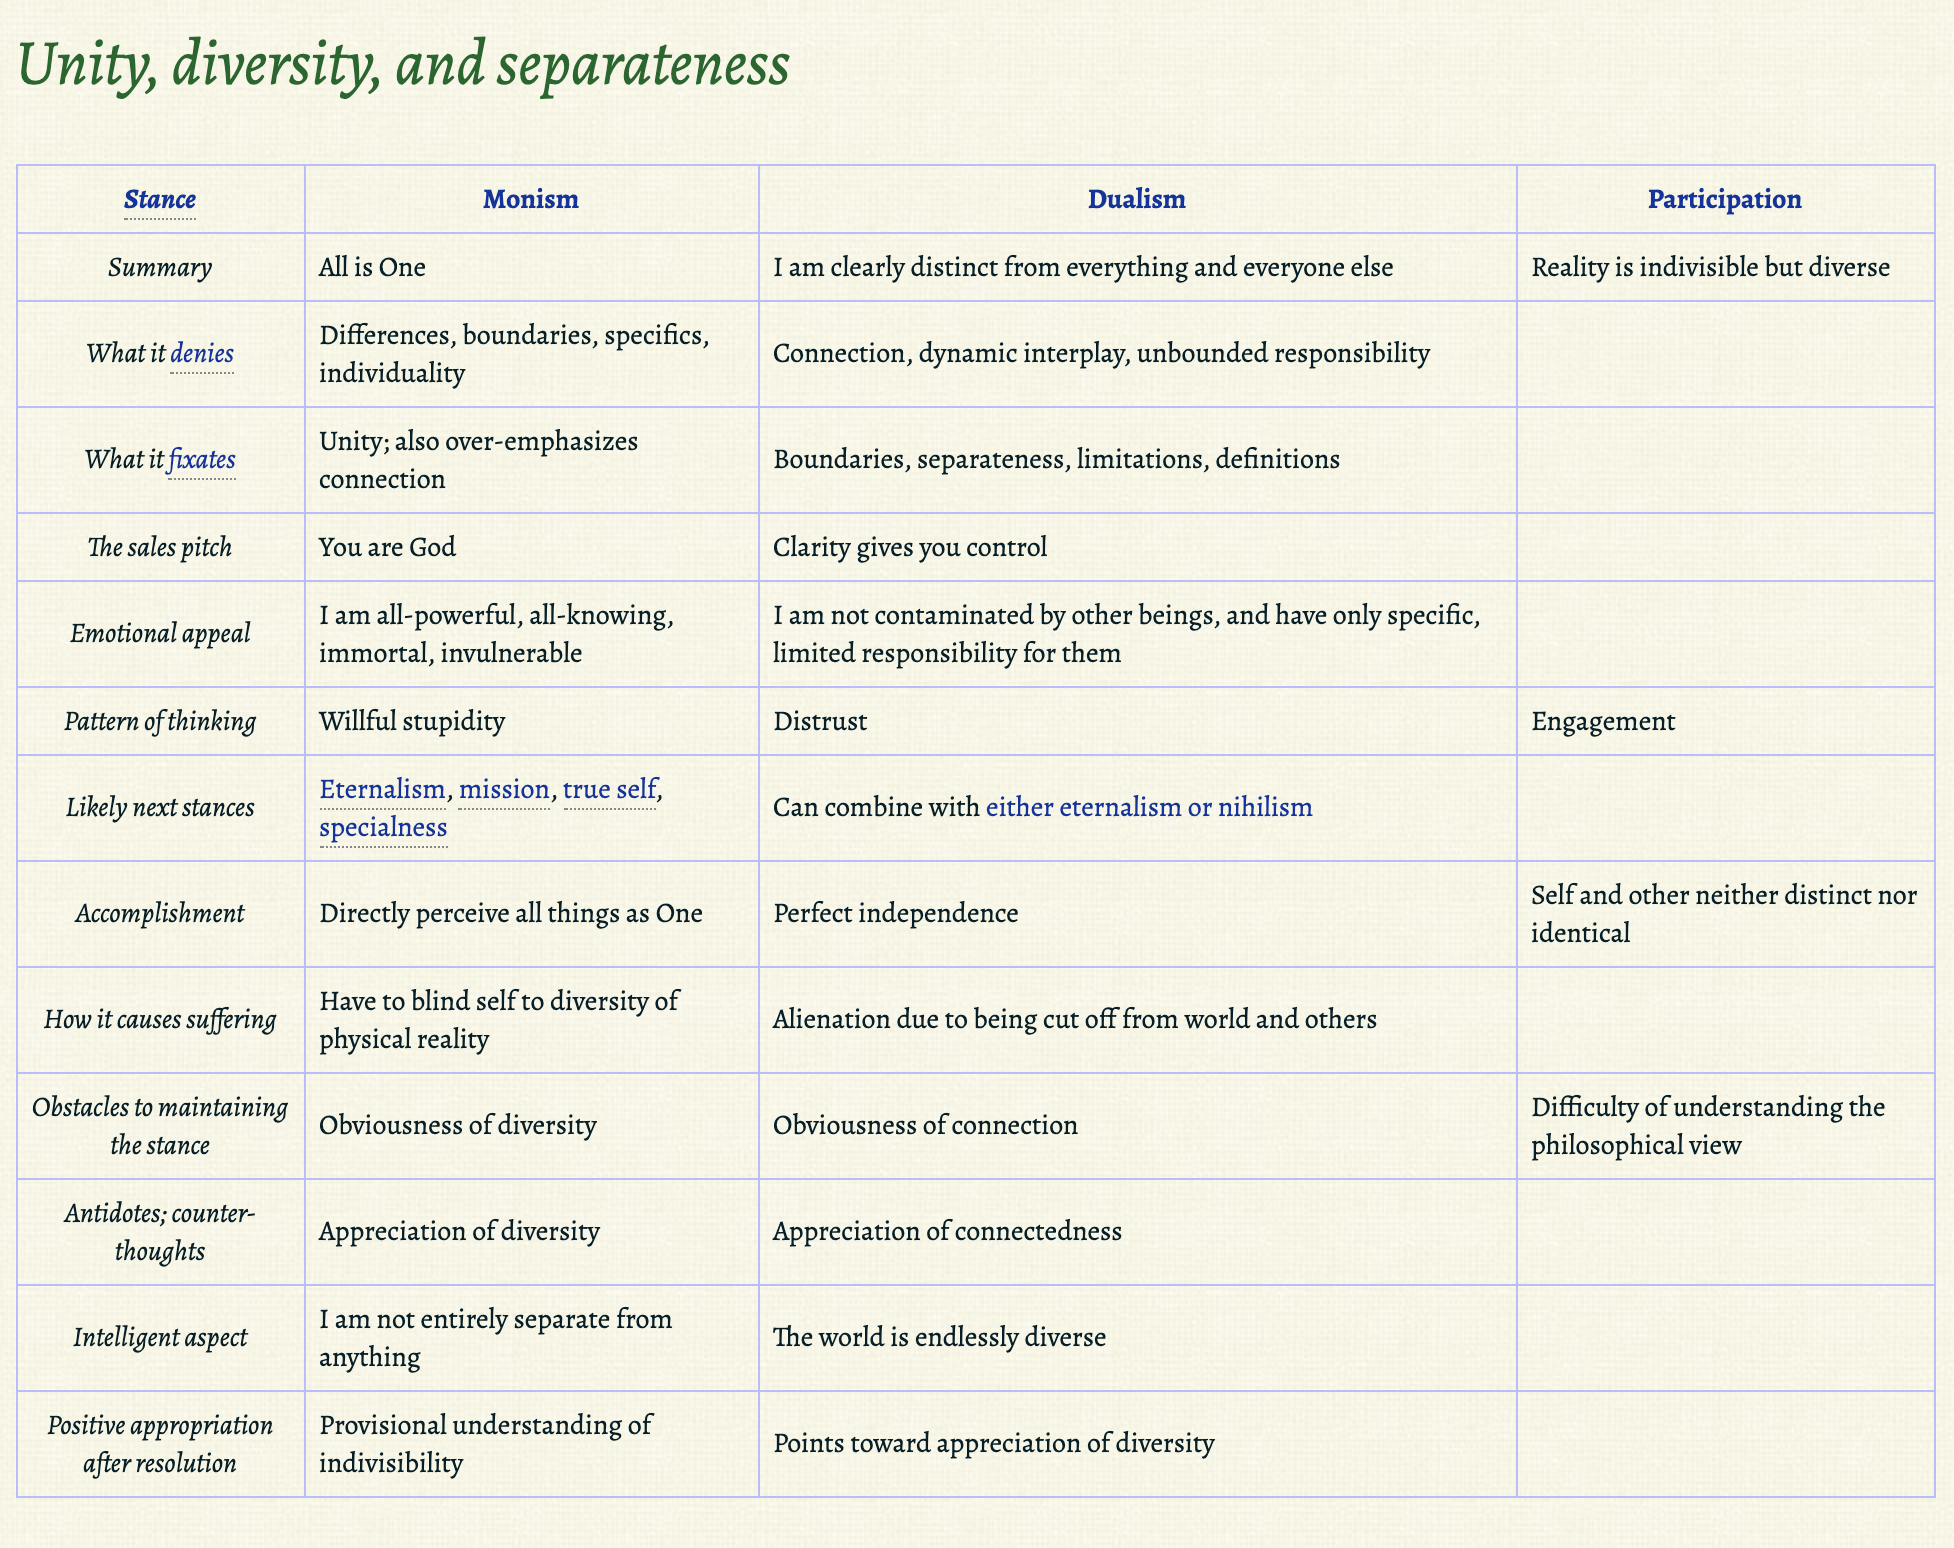 Unity, diversity, and separateness
Stance Monism Dualism Participation
Summary All is One I am clearly distinct from everything and everyone else Reality is indivisible but diverse
What it denies
Differences, boundaries, specifics,
individuality
Connection, dynamic interplay, unbounded responsibility
What it fixates
Unity; also over-emphasizes
connection
Boundaries, separateness, limitations, definitions
The sales pitch You are God Clarity gives you control
Emotional appeal
I am all-powerful, all-knowing,
immortal, invulnerable
I am not contaminated by other beings, and have only specific,
limited responsibility for them
Pattern of thinking Willful stupidity Distrust Engagement
Likely next stances
Eternalism, mission, true self,
specialness
Can combine with either eternalism or nihilism
Accomplishment Directly perceive all things as One Perfect independence
Self and other neither distinct nor
identical
How it causes suffering
Have to blind self to diversity of
physical reality
Alienation due to being cut off from world and others
Obstacles to maintaining
the stance
Obviousness of diversity Obviousness of connection
Difficulty of understanding the
philosophical view
Antidotes; counter-
thoughts
Appreciation of diversity Appreciation of connectedness
Intelligent aspect
I am not entirely separate from
anything
The world is endlessly diverse
Positive appropriation
after resolution
Provisional understanding of
indivisibility
Points toward appreciation of diversity